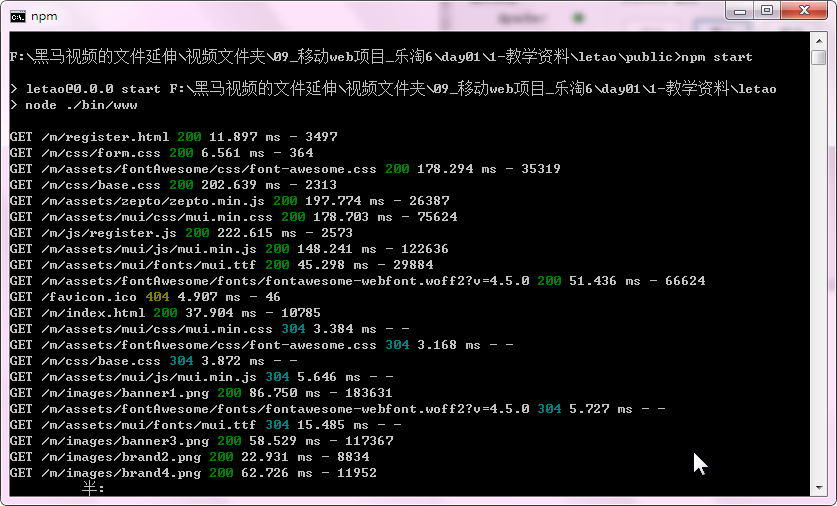 npm
F:\黑马视频的文件延伸\视频文件夹\09_移动web项目_乐淘6\day01\1-教学资料\letao\public>npm start
> letao@0.0.0 start F:\黑马视频的文件延伸\视频文件夹\09_移动web项目_乐淘6\day01\1-教学资料\letao
> node ./bin/www
GET /m/register.html 200 11.897 ms - 3497
GET /m/css/form.css 200 6.561 ms - 364
GET /m/assets/fontAwesome/css/font-awesome.css 200 178.294 ms - 35319
GET /m/css/base.css 200 202.639 ms - 2313
GET /m/assets/zepto/zepto.min.js 200 197.774 ms - 26387
GET /m/assets/mui/css/mui.min.css 200 178.703 ms - 75624
GET /m/js/register.js 200 222.615 ms - 2573
GET /m/assets/mui/js/mui.min.js 200 148.241 ms - 122636
GET /m/assets/mui/fonts/mui.ttf 200 45.298 ms - 29884
GET /m/assets/fontAwesome/fonts/fontawesome-webfont.woff2?v=4.5.0 200 51.436 ms - 66624
GET /favicon.ico 404 4.907 ms - 46
GET /m/index.html 200 37.904 ms - 10785
GET /m/assets/mui/css/mui.min.css 304 3.384 ms - -
GET /m/assets/fontAwesome/css/font-awesome.css 304 3.168 ms - -
GET /m/css/base.css 304 3.872 ms - -
GET /m/assets/mui/js/mui.min.js 304 5.646 ms - -
GET /m/images/banner1.png 200 86.750 ms - 183631
GET /m/assets/fontAwesome/fonts/fontawesome-webfont.woff2?v=4.5.0 304 5.727 ms - -
GET /m/assets/mui/fonts/mui.ttf 304 15.485 ms - -
GET /m/images/banner3.png 200 58.529 ms - 117367
GET /m/images/brand2.png 200 22.931 ms - 8834
GET /m/images/brand4.png 200 62.726 ms - 11952
半: